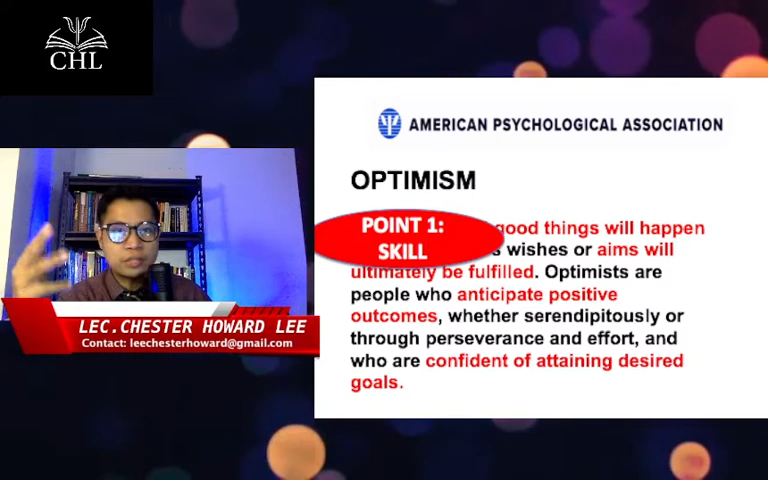 CHL
AMERICAN PSYCHOLOGICAL ASSOCIATION
OPTIMISM
POINT 1:
SKILL
good things will happen
wishes or aims will
ultimately be fulfilled. Optimists are
people who anticipate positive
outcomes, whether serendipitously or
through perseverance and effort, and
who are confident of attaining desired
goals.
LEC.CHESTER HOWARD LEE
Contact: leechesterhoward@gmail.com